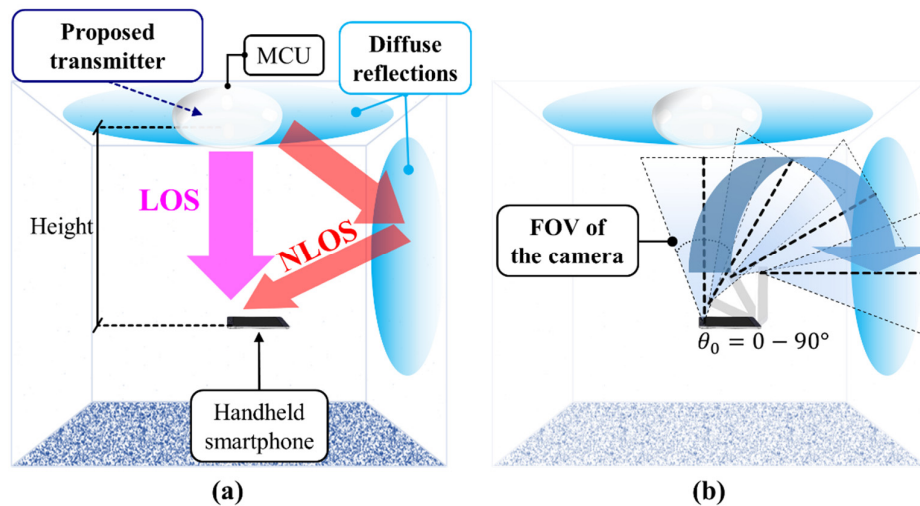 Proposed
transmitter
MCU
Diffuse
reflections
Height
LOS
NLOS
Handheld
smartphone
(a)
FOV of
the camera
θ₀ = 0 − 90°
(b)